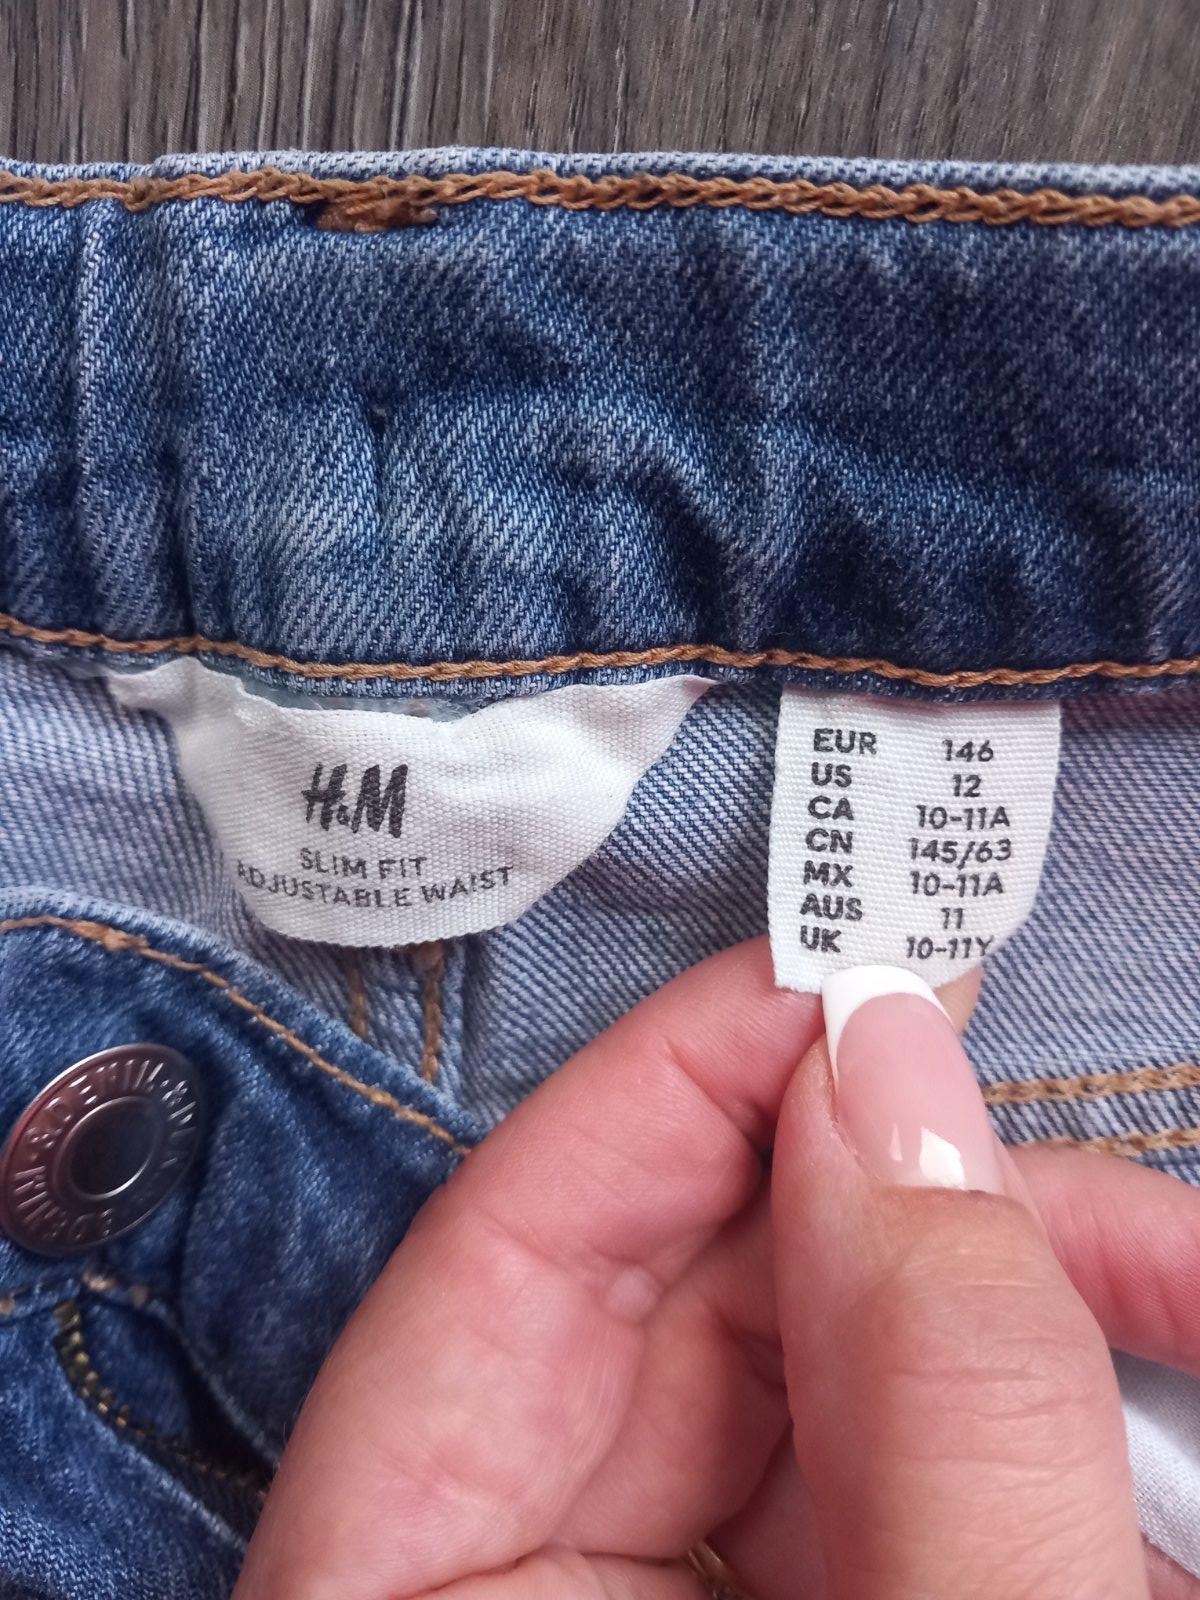 H&M
SLIM FIT
ADJUSTABLE WAIST
EUR 146
US 12
CA 10-11A
CN 145/63
MX 10-11A
AUS 11
UK 10-11Y
DENIM · &